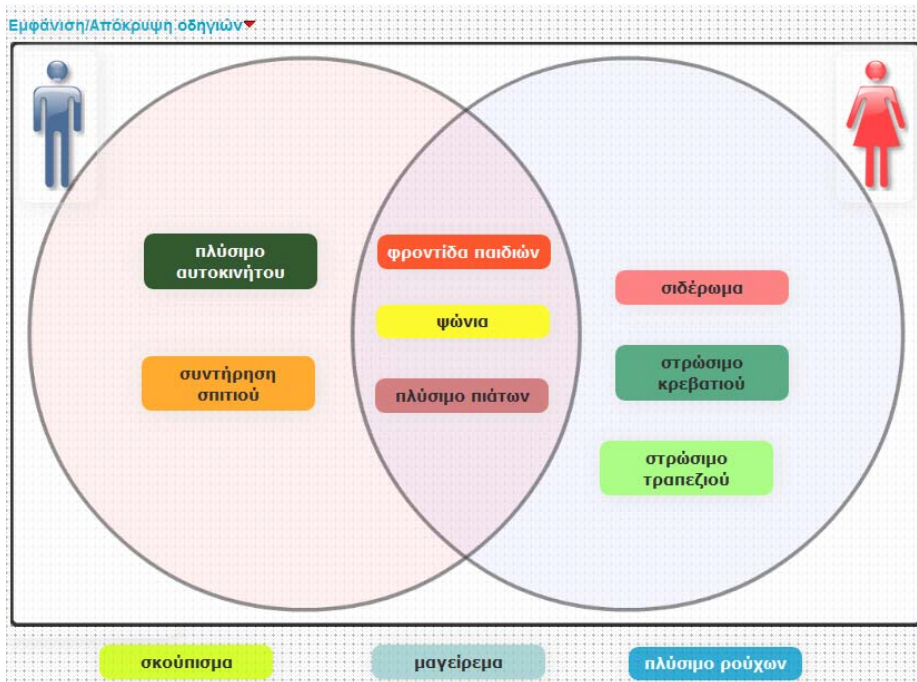 Εμφάνιση/Απόκρυψη οδηγιών
πλύσιμο
αυτοκινήτου
συντήρηση
σπιτιού
φροντίδα παιδιών
ψώνια
πλύσιμο πιάτων
σιδέρωμα
στρώσιμο
κρεβατιού
στρώσιμο
τραπεζιού
σκούπισμα
μαγείρεμα
πλύσιμο ρούχων